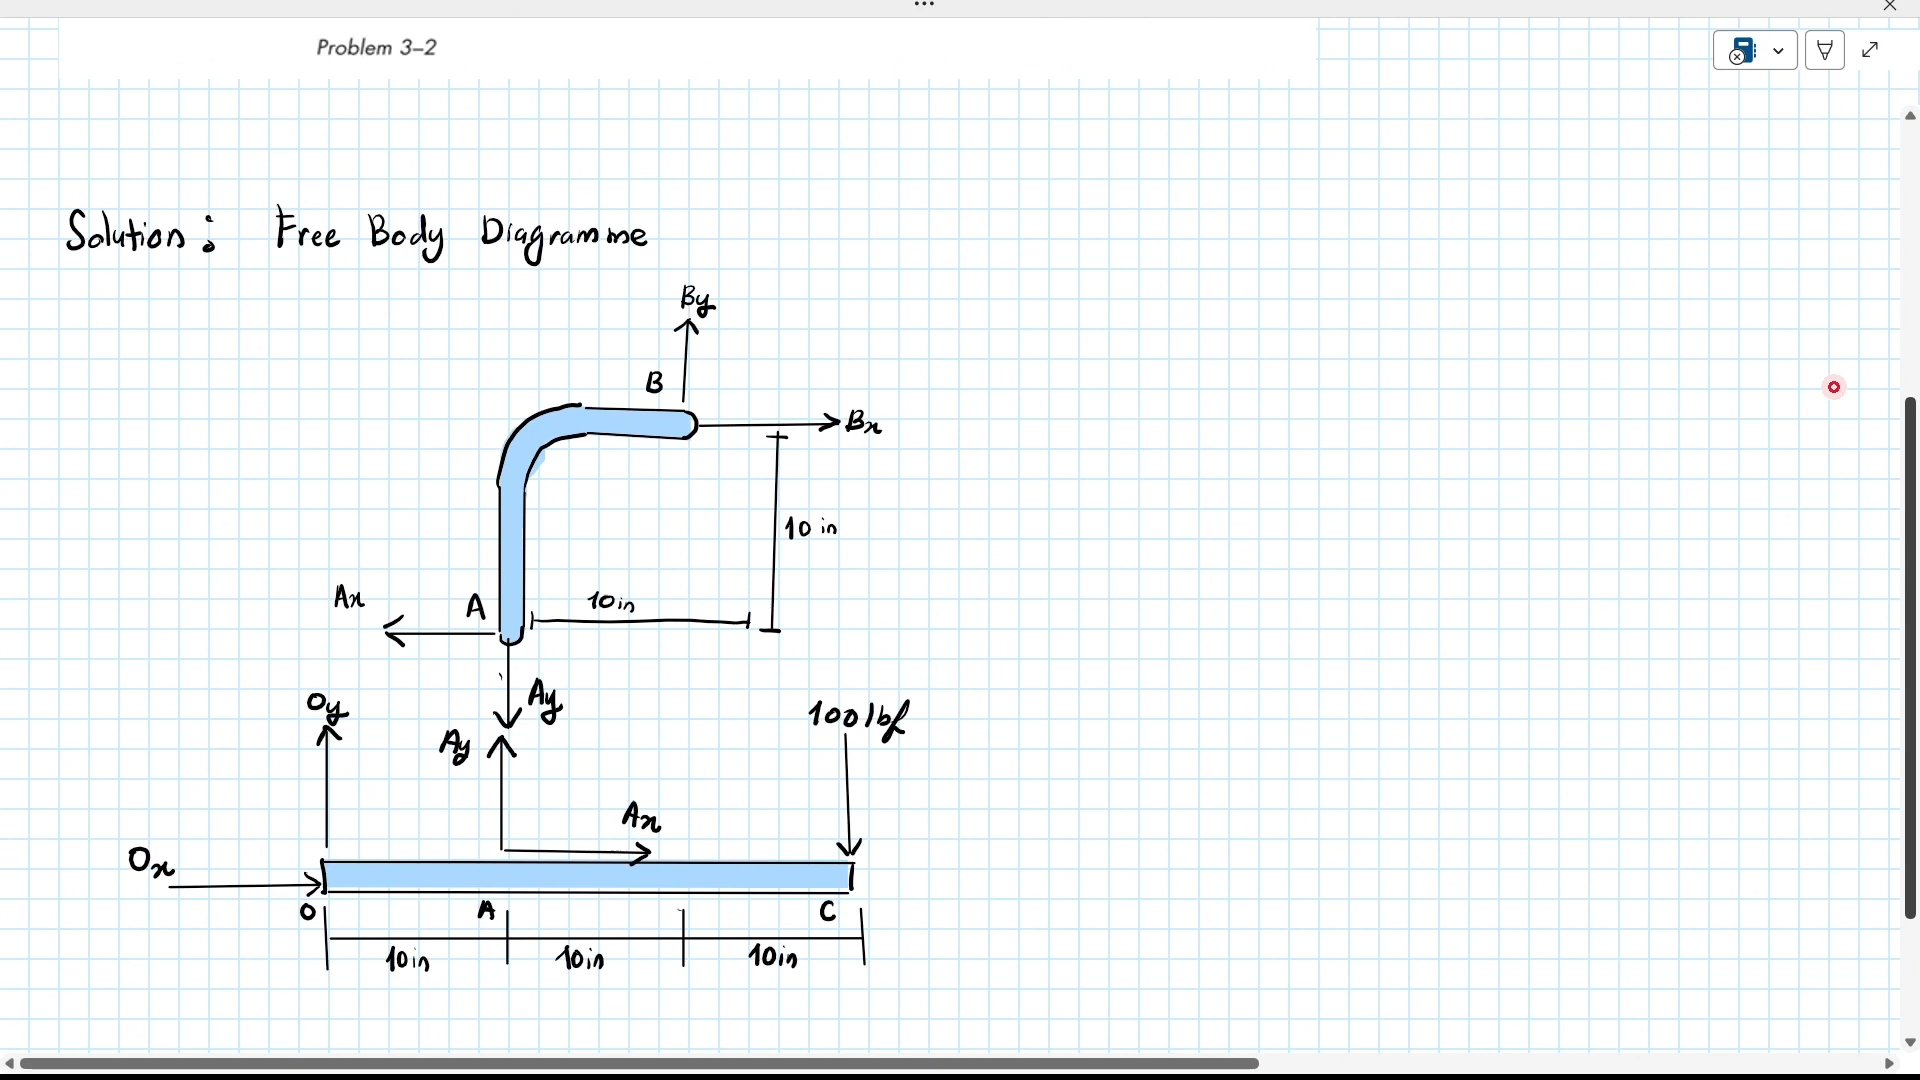 Problem 3–2
Solution: Free Body Diagramme
By
B
Bx
10 in
Ax
A
10in
Ay
Oy
100 lbf
Ay
Ax
Ox
O
A
C
10in
10in
10in